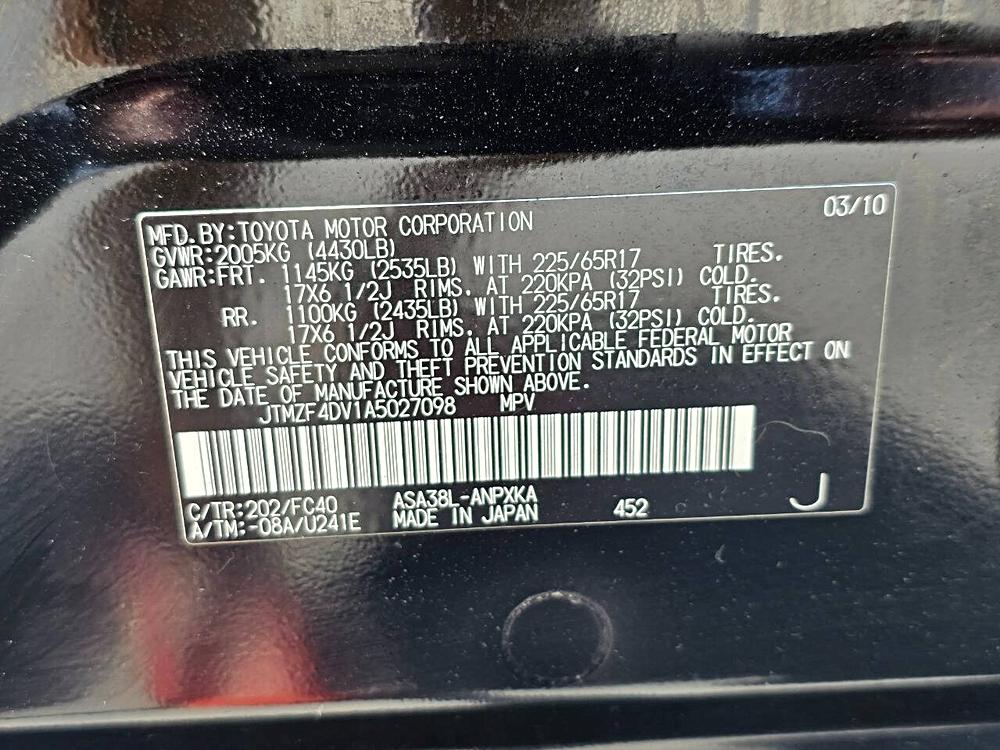 03/10
MFD.BY:TOYOTA MOTOR CORPORATION
GVWR:2005KG (4430LB)
GAWR:FRT. 1145KG (2535LB) WITH 225/65R17 TIRES.
17X6 1/2J RIMS. AT 220KPA (32PSI) COLD.
RR. 1100KG (2435LB) WITH 225/65R17 TIRES.
17X6 1/2J RIMS. AT 220KPA (32PSI) COLD.
THIS VEHICLE CONFORMS TO ALL APPLICABLE FEDERAL MOTOR
VEHICLE SAFETY AND THEFT PREVENTION STANDARDS IN EFFECT ON
THE DATE OF MANUFACTURE SHOWN ABOVE.
JTMZF4DV1A5027098 MPV
C/TR:202/FC40 ASA38L-ANPXKA 452 J
A/TM:-08A/U241E MADE IN JAPAN